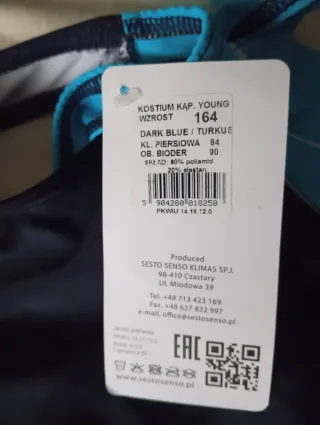 KOSTIUM KĄP. YOUNG
WZROST 164
DARK BLUE / TURKUS
KL. PIERSIOWA 84
OB. BIODER 90
SKŁAD: 80% poliamid
20% elastan
5 904280 018258
PKWiU 14.19.12.0
Produced
SESTO SENSO KLIMAS SP.J.
98-410 Czastary
Ul. Miodowa 39
Tel. +48 713 423 169
Fax. +48 627 832 997
e-mail. office@sestosenso.pl
EAC
www.sestosenso.pl